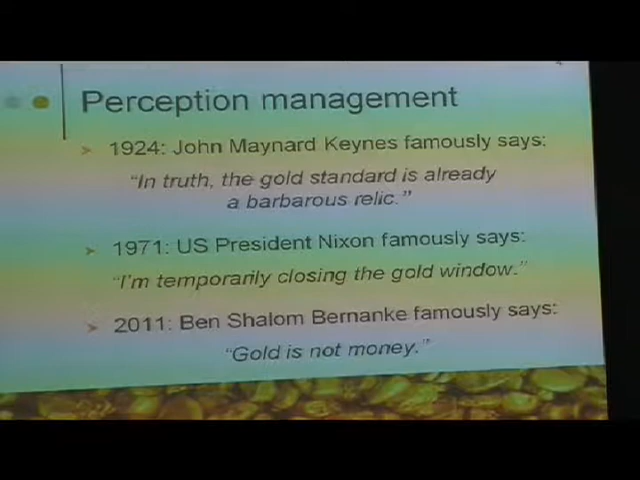 Perception management
➢ 1924: John Maynard Keynes famously says:
"In truth, the gold standard is already
a barbarous relic."
➢ 1971: US President Nixon famously says:
"I'm temporarily closing the gold window."
➢ 2011: Ben Shalom Bernanke famously says:
"Gold is not money."